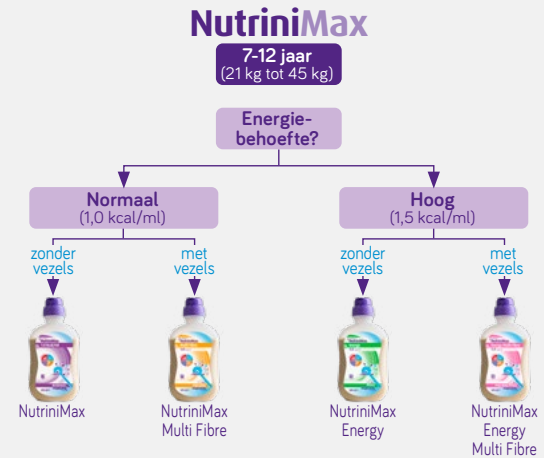 NutriniMax
7-12 jaar
(21 kg tot 45 kg)
Energie-
behoefte?
Normaal
(1,0 kcal/ml)
Hoog
(1,5 kcal/ml)
zonder
vezels
met
vezels
zonder
vezels
met
vezels
NutriniMax
NutriniMax
Multi Fibre
NutriniMax
Energy
NutriniMax
Energy
Multi Fibre